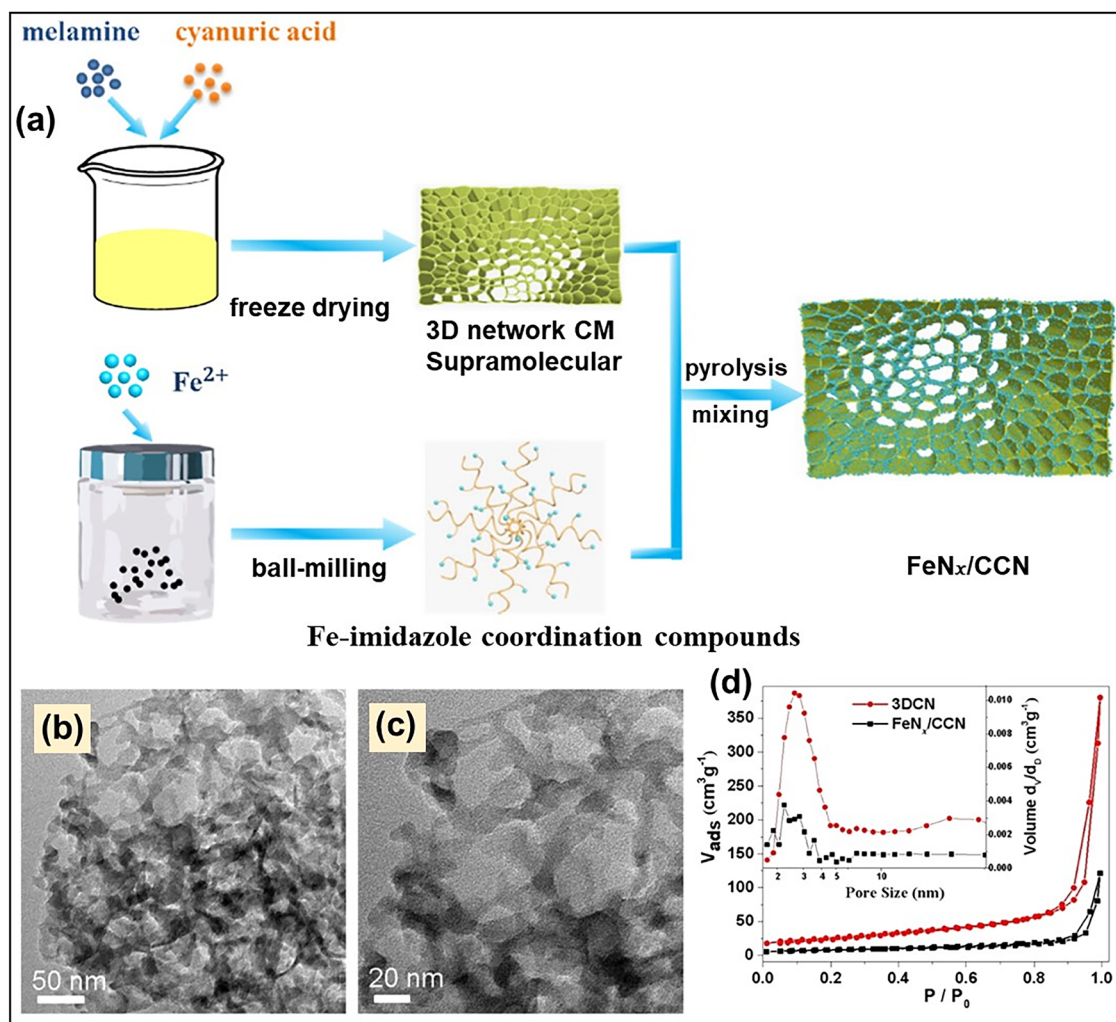 melamine
cyanuric acid
(a)
freeze drying
3D network CM
Supramolecular
Fe²⁺
pyrolysis
mixing
ball-milling
FeNₓ/CCN
Fe-imidazole coordination compounds
(b)
50 nm
(c)
20 nm
(d)
3DCN
FeNₓ/CCN
V_ads (cm³g⁻¹)
350
300
250
200
150
100
50
0
0.0
0.2
0.4
0.6
0.8
1.0
P / P₀
Volume d_V/d_D (cm³g⁻¹)
0.010
0.008
0.006
0.004
0.002
0.000
2
3
4
5
10
Pore Size (nm)